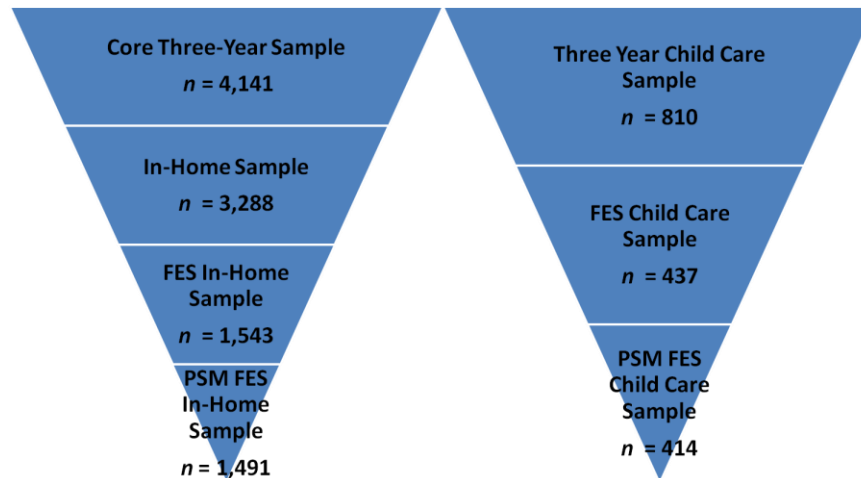 Core Three-Year Sample
n = 4,141
In-Home Sample
n = 3,288
FES In-Home
Sample
n = 1,543
PSM FES
In-Home
Sample
n = 1,491
Three Year Child Care
Sample
n = 810
FES Child Care
Sample
n = 437
PSM FES
Child Care
Sample
n = 414